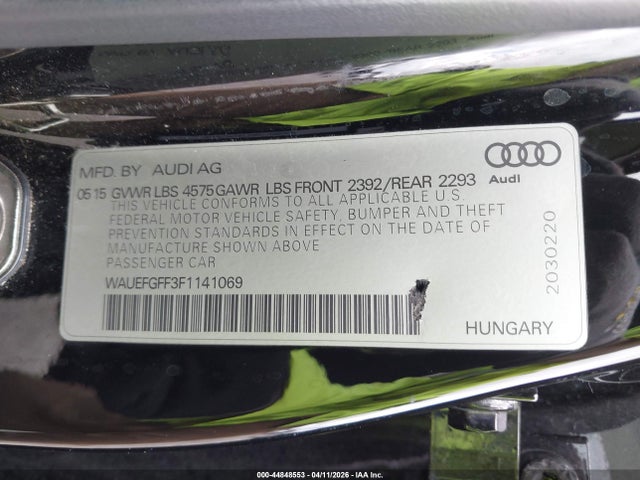 MFD. BY AUDI AG
Audi
05 15 GVWR LBS 4575 GAWR LBS FRONT 2392/REAR 2293
THIS VEHICLE CONFORMS TO ALL APPLICABLE U.S.
FEDERAL MOTOR VEHICLE SAFETY, BUMPER AND THEFT
PREVENTION STANDARDS IN EFFECT ON THE DATE OF
MANUFACTURE SHOWN ABOVE
PASSENGER CAR
WAUEFGFF3F1141069
HUNGARY
2030220
000-44848553 - 04/11/2026 - IAA Inc.